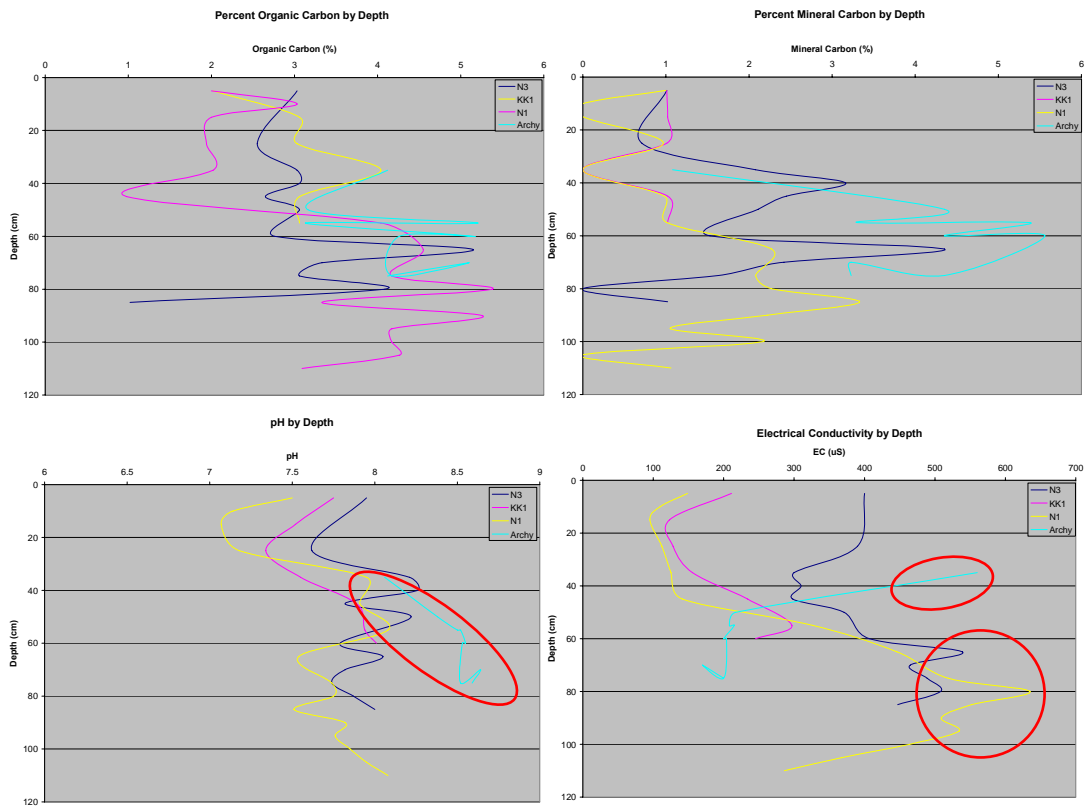 Percent Organic Carbon by Depth
Organic Carbon (%)
0 1 2 3 4 5 6
0
20
40
60
80
100
120
Depth (cm)
N3
KK1
N1
Archy
Percent Mineral Carbon by Depth
Mineral Carbon (%)
0 1 2 3 4 5 6
0
20
40
60
80
100
120
Depth (cm)
N3
KK1
N1
Archy
pH by Depth
pH
6 6.5 7 7.5 8 8.5 9
0
20
40
60
80
100
120
Depth (cm)
N3
KK1
N1
Archy
Electrical Conductivity by Depth
EC (uS)
0 100 200 300 400 500 600 700
0
20
40
60
80
100
120
Depth (cm)
N3
KK1
N1
Archy